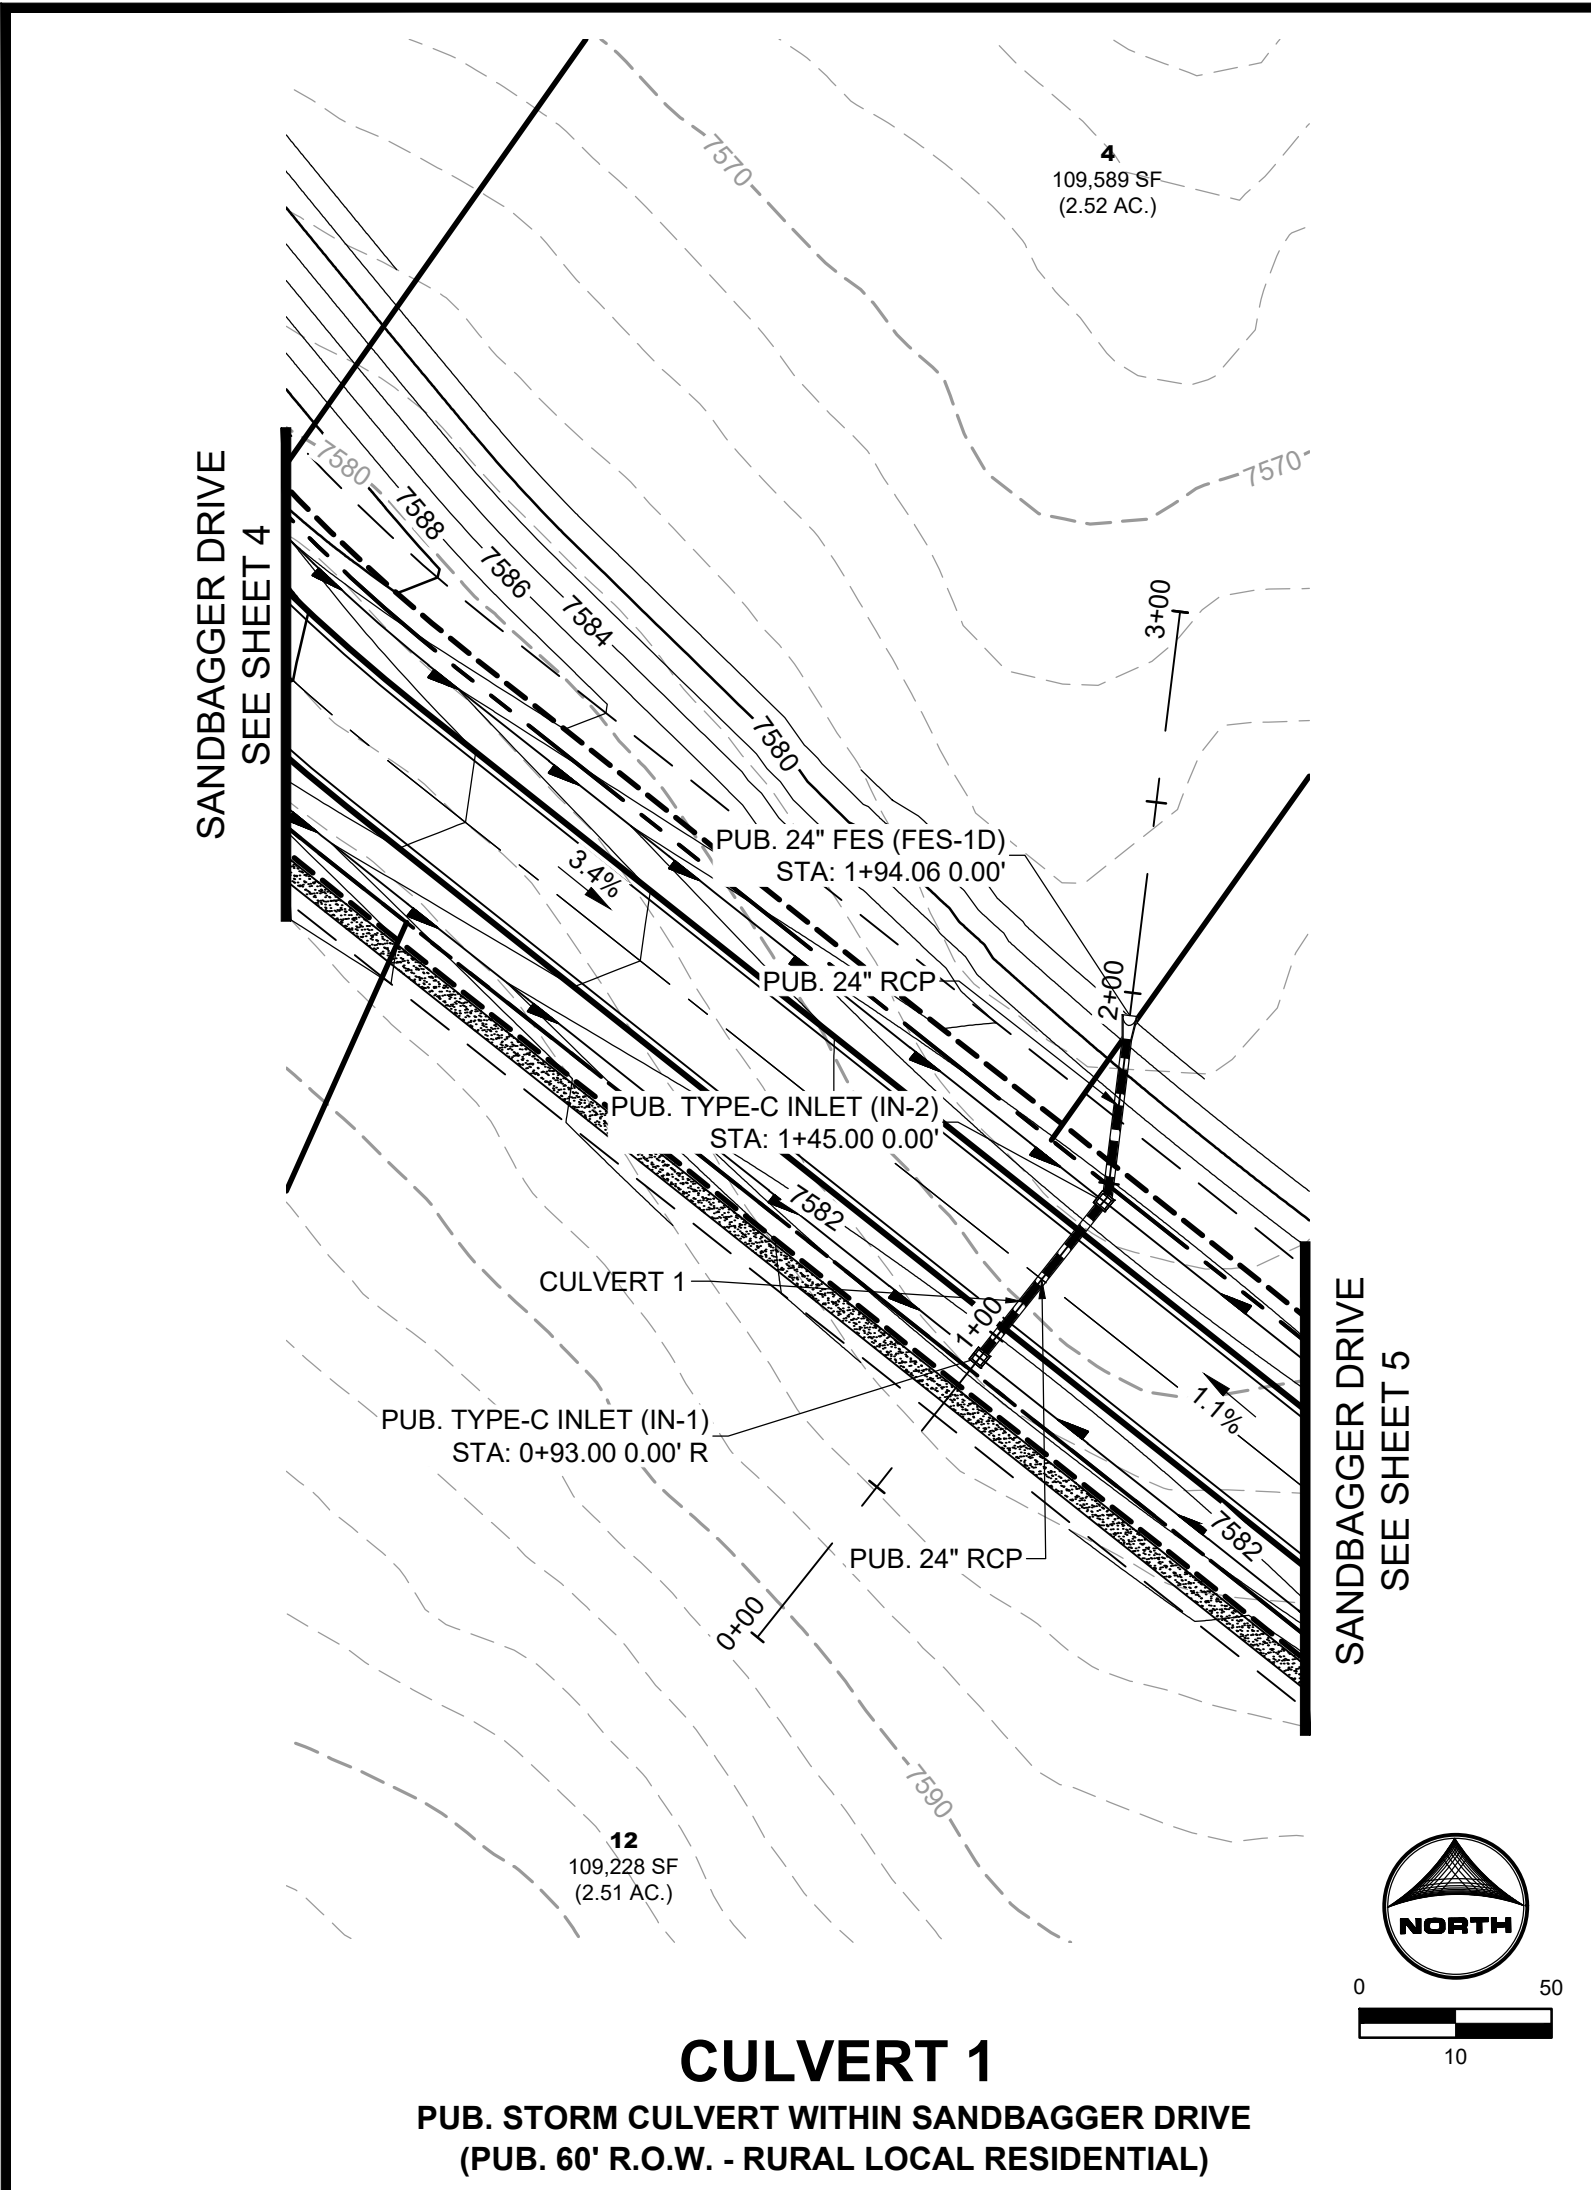 7570
4
109,589 SF
(2.52 AC.)
7580
7570
SANDBAGGER DRIVE
SEE SHEET 4
7588
7586
7584
3+00
7580
PUB. 24" FES (FES-1D)
STA: 1+94.06 0.00'
3.4%
PUB. 24" RCP
2+00
PUB. TYPE-C INLET (IN-2)
STA: 1+45.00 0.00'
7582
CULVERT 1
1+00
SANDBAGGER DRIVE
SEE SHEET 5
1.1%
PUB. TYPE-C INLET (IN-1)
STA: 0+93.00 0.00' R
7582
PUB. 24" RCP
0+00
7590
12
109,228 SF
(2.51 AC.)
NORTH
0 50
10
CULVERT 1
PUB. STORM CULVERT WITHIN SANDBAGGER DRIVE
(PUB. 60' R.O.W. - RURAL LOCAL RESIDENTIAL)